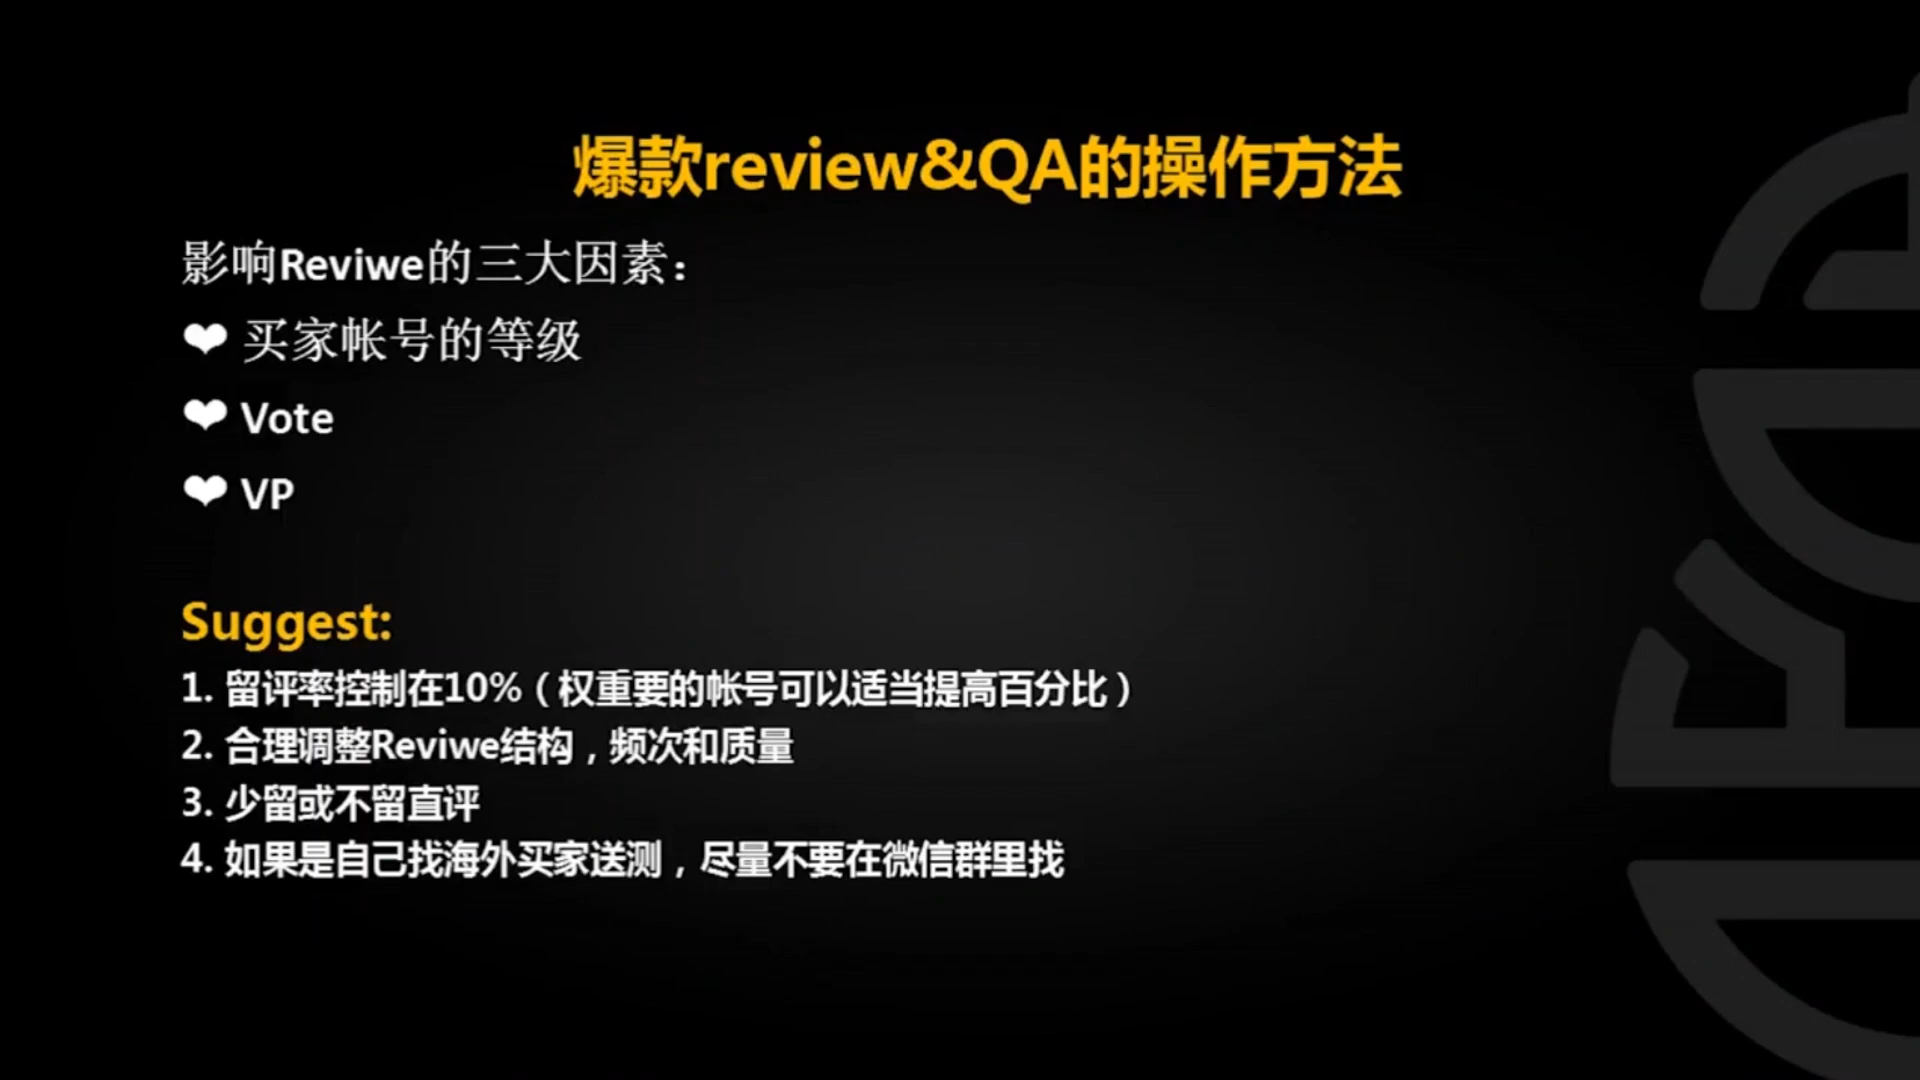 爆款review&QA的操作方法
影响Reviwe的三大因素：
❤ 买家帐号的等级
❤ Vote
❤ VP
Suggest:
1. 留评率控制在10%（权重要的帐号可以适当提高百分比）
2. 合理调整Reviwe结构，频次和质量
3. 少留或不留直评
4. 如果是自己找海外买家送测，尽量不要在微信群里找